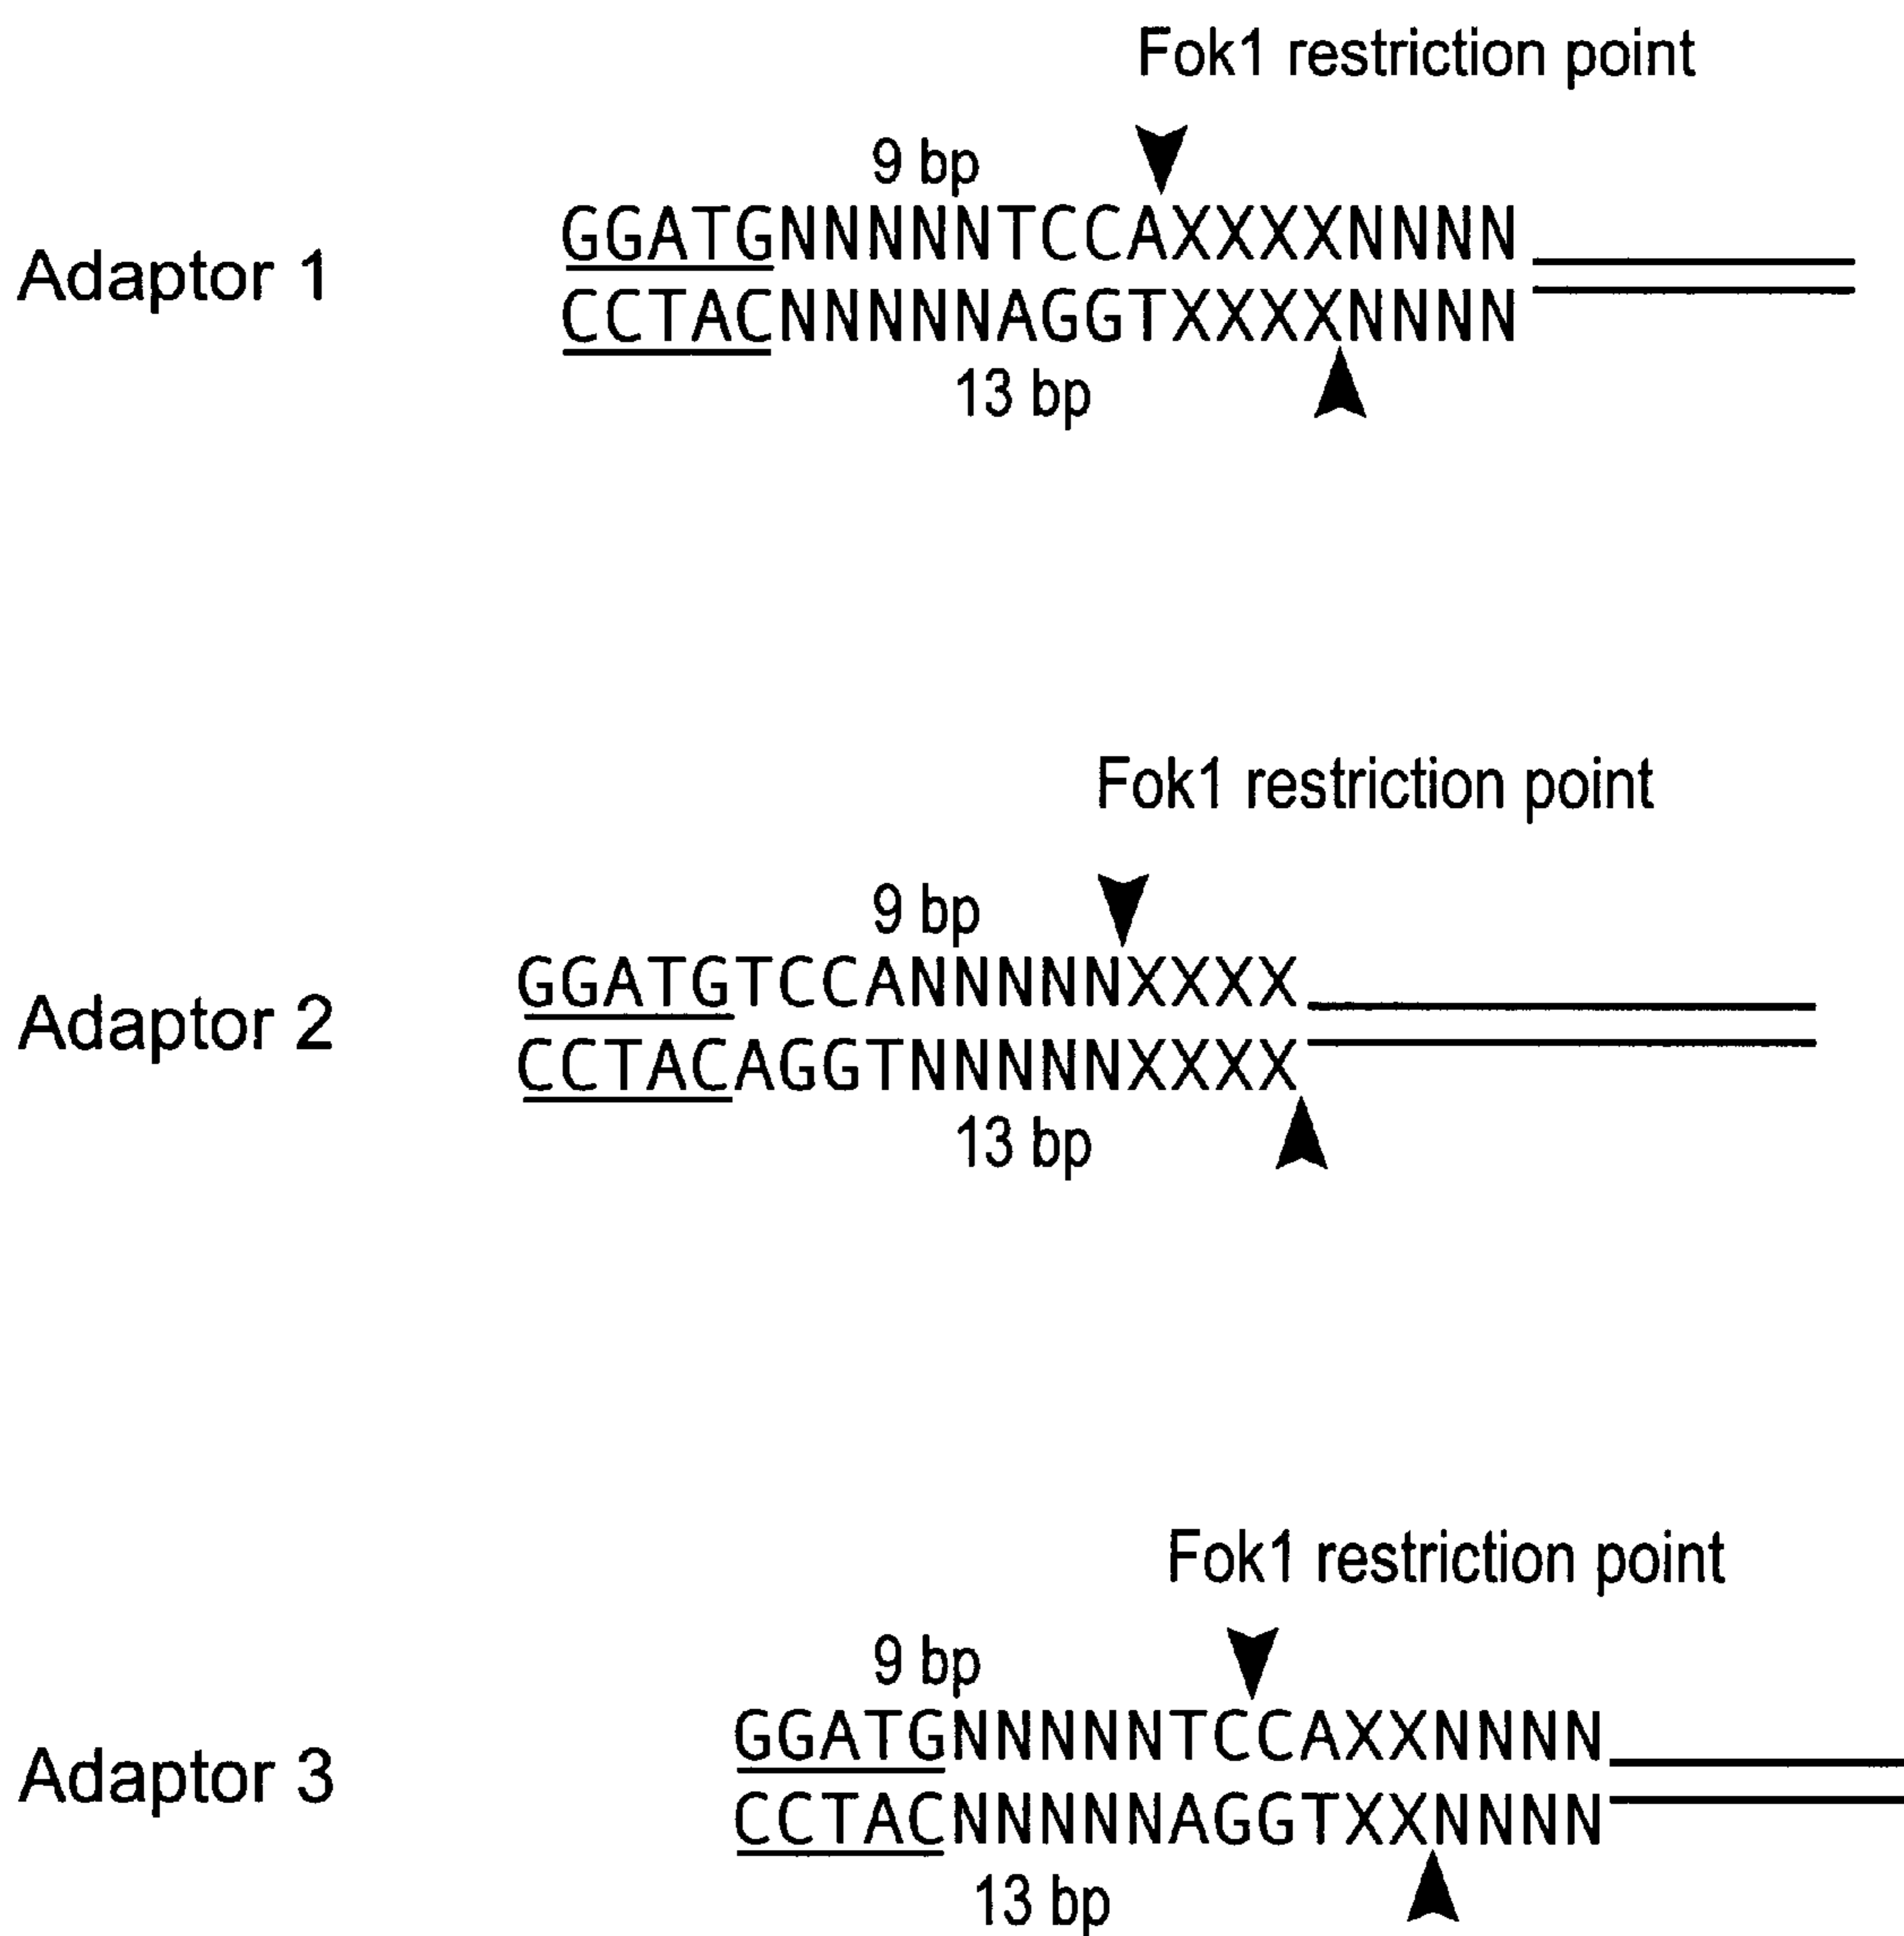 Fok1 restriction point
9 bp
GGATGNNNNNTCCAXXXXNNNN
Adaptor 1
CCTACNNNNNAGGTXXXXNNNN
13 bp
Fok1 restriction point
9 bp
GGATGTCCANNNNNXXXX
Adaptor 2
CCTACAGGTNNNNNXXXX
13 bp
Fok1 restriction point
9 bp
GGATGNNNNNTCCAXXNNNN
Adaptor 3
CCTACNNNNNAGGTXXNNNN
13 bp